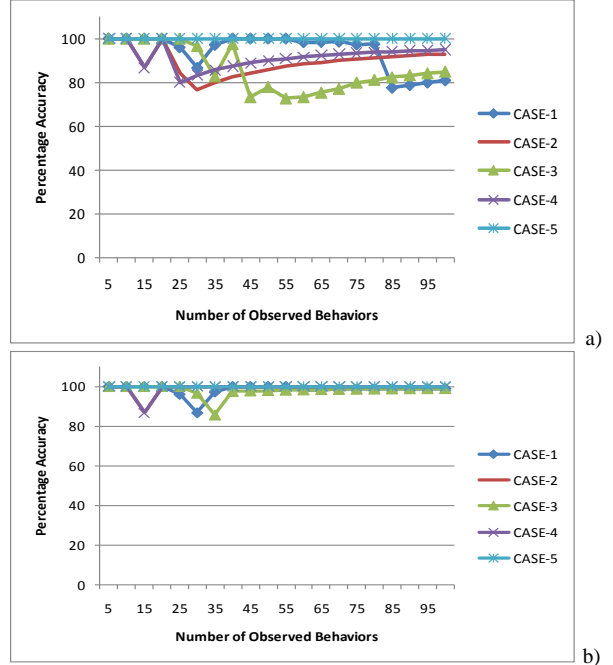 100
80
60
40
20
0
Percentage Accuracy
5 15 25 35 45 55 65 75 85 95
Number of Observed Behaviors
CASE-1
CASE-2
CASE-3
CASE-4
CASE-5
a)
100
80
60
40
20
0
Percentage Accuracy
5 15 25 35 45 55 65 75 85 95
Number of Observed Behaviors
CASE-1
CASE-2
CASE-3
CASE-4
CASE-5
b)